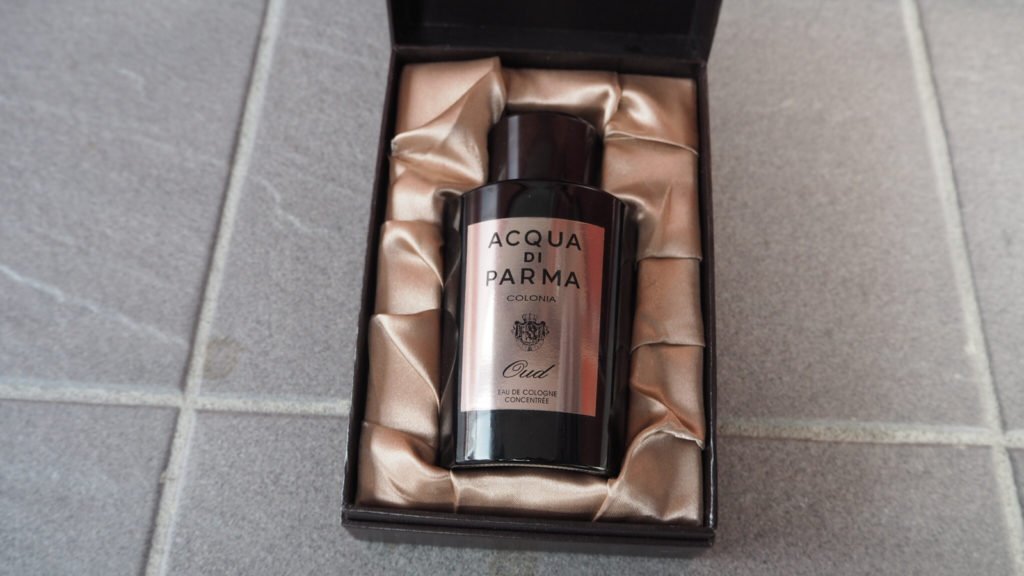 ACQUA
DI
PARMA
COLONIA
Oud
EAU DE COLOGNE
CONCENTRÉE